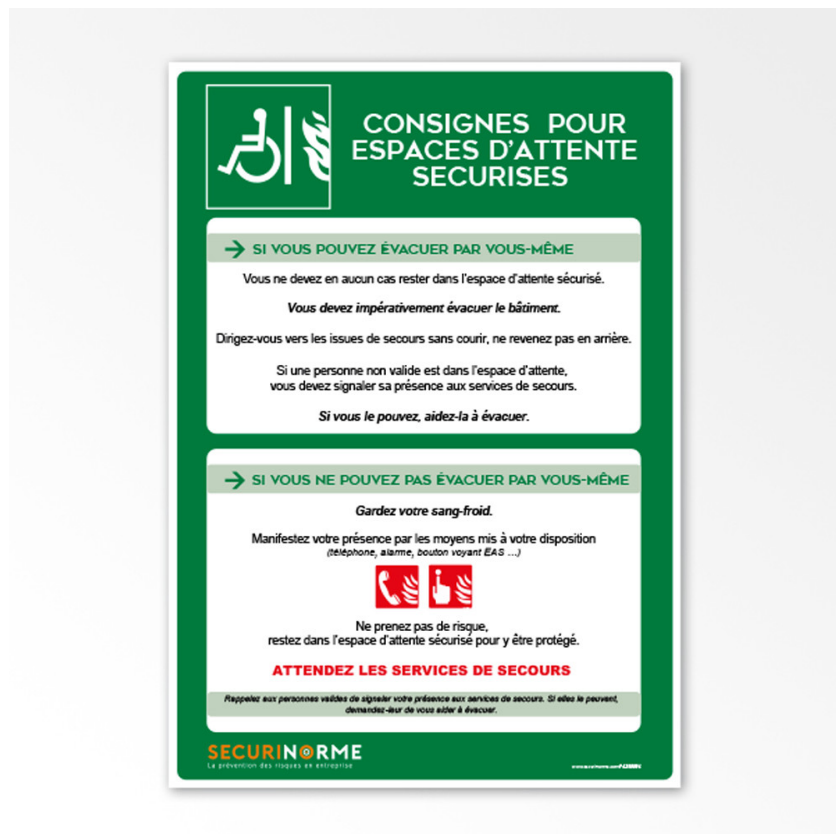 CONSIGNES POUR
ESPACES D'ATTENTE
SECURISES
SI VOUS POUVEZ ÉVACUER PAR VOUS-MÊME
Vous ne devez en aucun cas rester dans l'espace d'attente sécurisé.
Vous devez impérativement évacuer le bâtiment.
Dirigez-vous vers les issues de secours sans courir, ne revenez pas en arrière.
Si une personne non valide est dans l'espace d'attente,
vous devez signaler sa présence aux services de secours.
Si vous le pouvez, aidez-la à évacuer.
SI VOUS NE POUVEZ PAS ÉVACUER PAR VOUS-MÊME
Gardez votre sang-froid.
Manifestez votre présence par les moyens mis à votre disposition
(téléphone, alarme, bouton voyant EAS ...)
Ne prenez pas de risque,
restez dans l'espace d'attente sécurisé pour y être protégé.
ATTENDEZ LES SERVICES DE SECOURS
Rappelez aux personnes valides de signaler votre présence aux services de secours. Si elles le peuvent,
demandez-leur de vous aider à évacuer.
SECURINORME
La prévention des risques en entreprise
www.securinorme.com